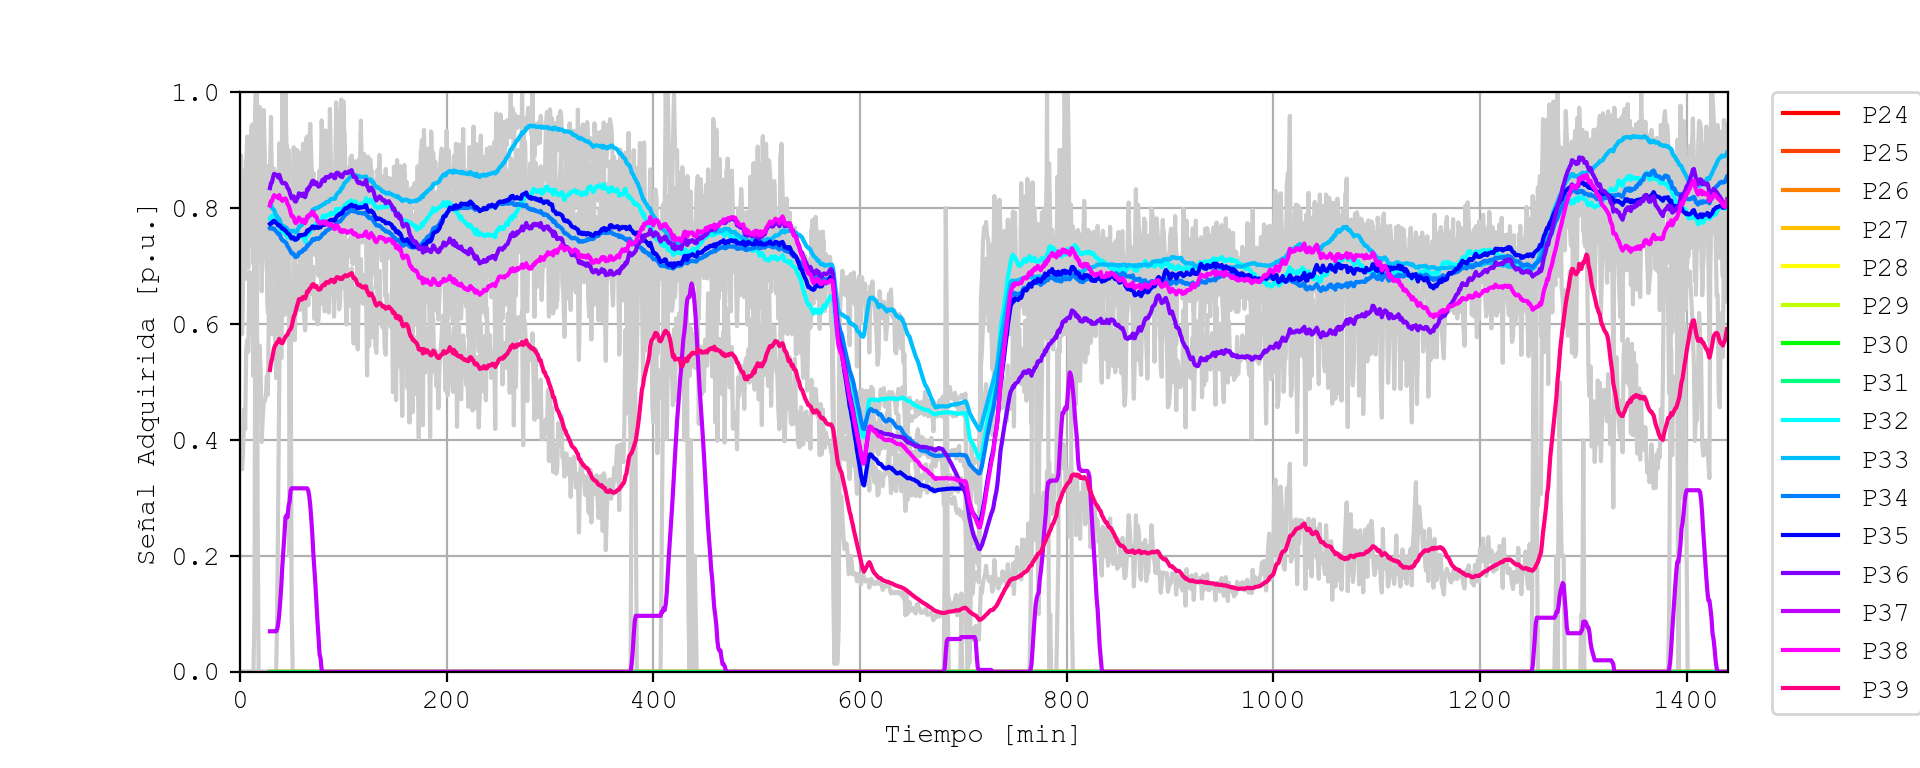 1.0
0.8
0.6
0.4
0.2
0.0
Señal Adquirida [p.u.]
0 200 400 600 800 1000 1200 1400
Tiempo [min]
P24
P25
P26
P27
P28
P29
P30
P31
P32
P33
P34
P35
P36
P37
P38
P39